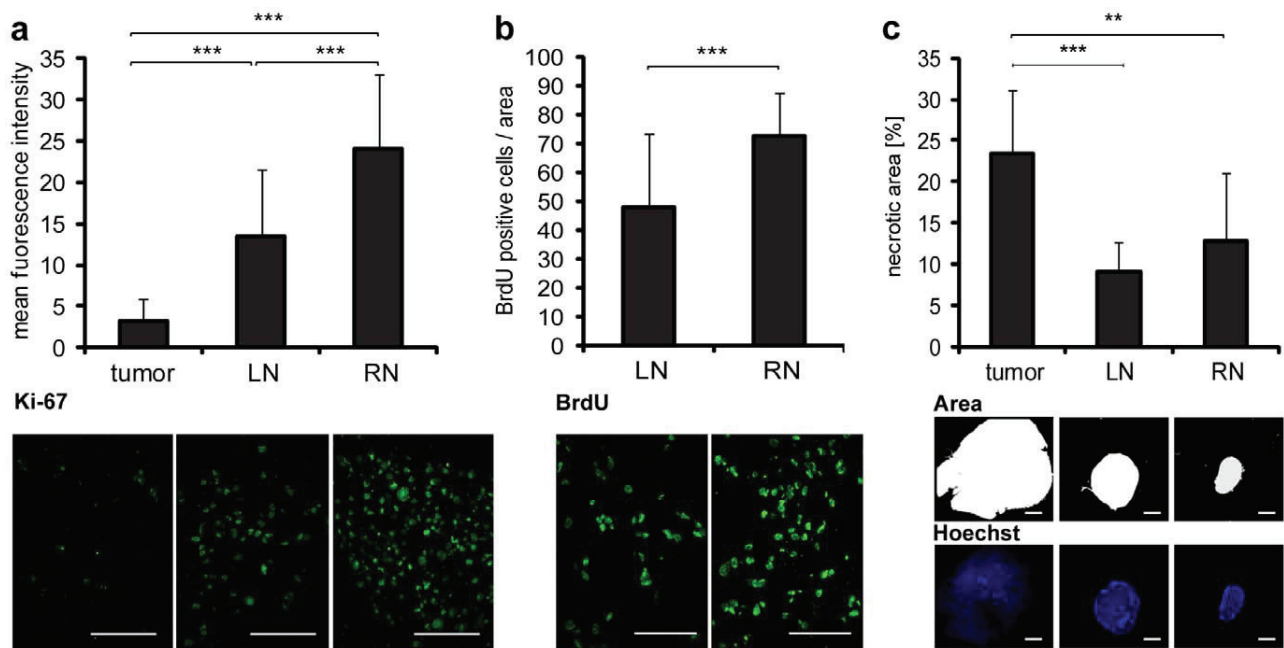 a
***
***
***
mean fluorescence intensity
35
30
25
20
15
10
5
0
tumor
LN
RN
Ki-67
b
***
BrdU positive cells / area
100
90
80
70
60
50
40
30
20
10
0
LN
RN
BrdU
c
**
***
necrotic area [%]
35
30
25
20
15
10
5
0
tumor
LN
RN
Area
Hoechst